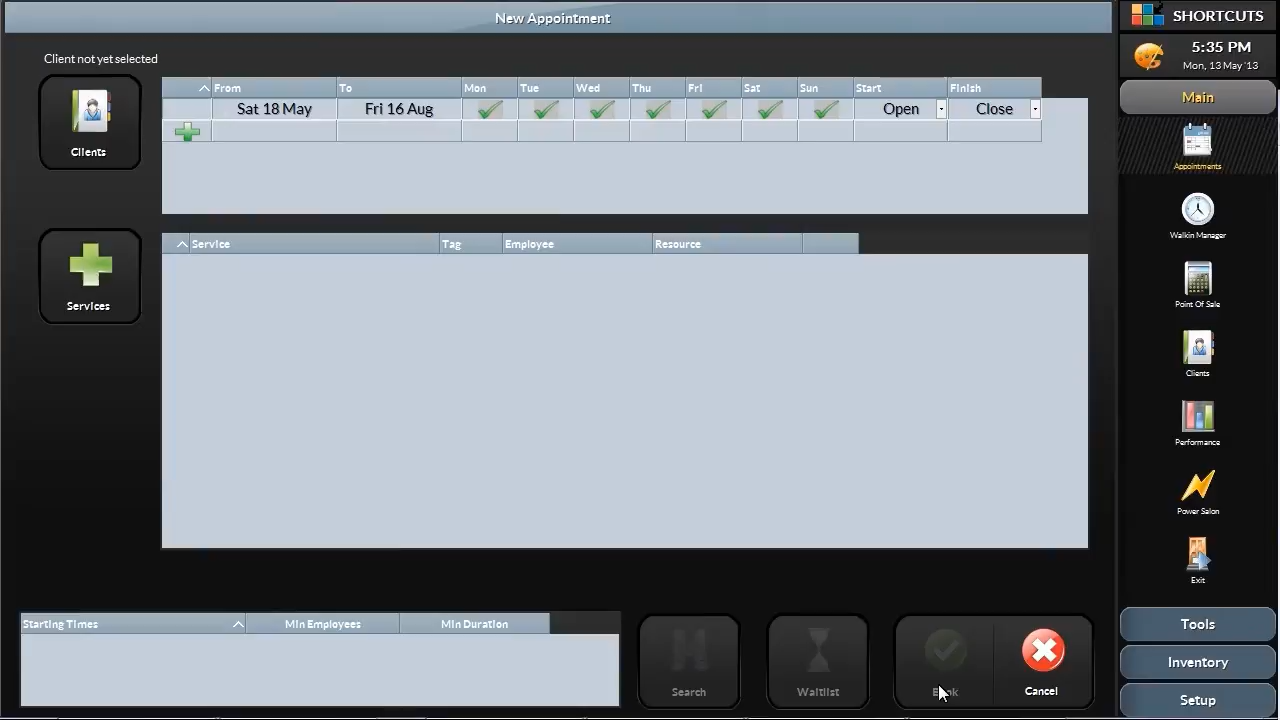 New Appointment
SHORTCUTS
5:35 PM
Mon, 13 May '13
Client not yet selected
Clients
From To Mon Tue Wed Thu Fri Sat Sun Start Finish
Sat 18 May Fri 16 Aug Open Close
Services
Service Tag Employee Resource
Starting Times Min Employees Min Duration
Search
Waitlist
Book
Cancel
Main
Appointments
Walkin Manager
Point Of Sale
Clients
Performance
Power Salon
Exit
Tools
Inventory
Setup